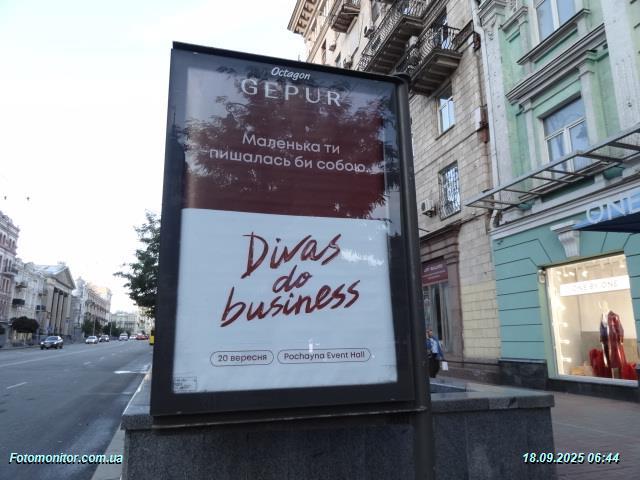 Octagon
GEPUR
Маленька ти
пишалась би собою.
Divas
do
business
20 вересня
Pochayna Event Hall
ONE
ONE BY ONE
Fotomonitor.com.ua
18.09.2025 06:44